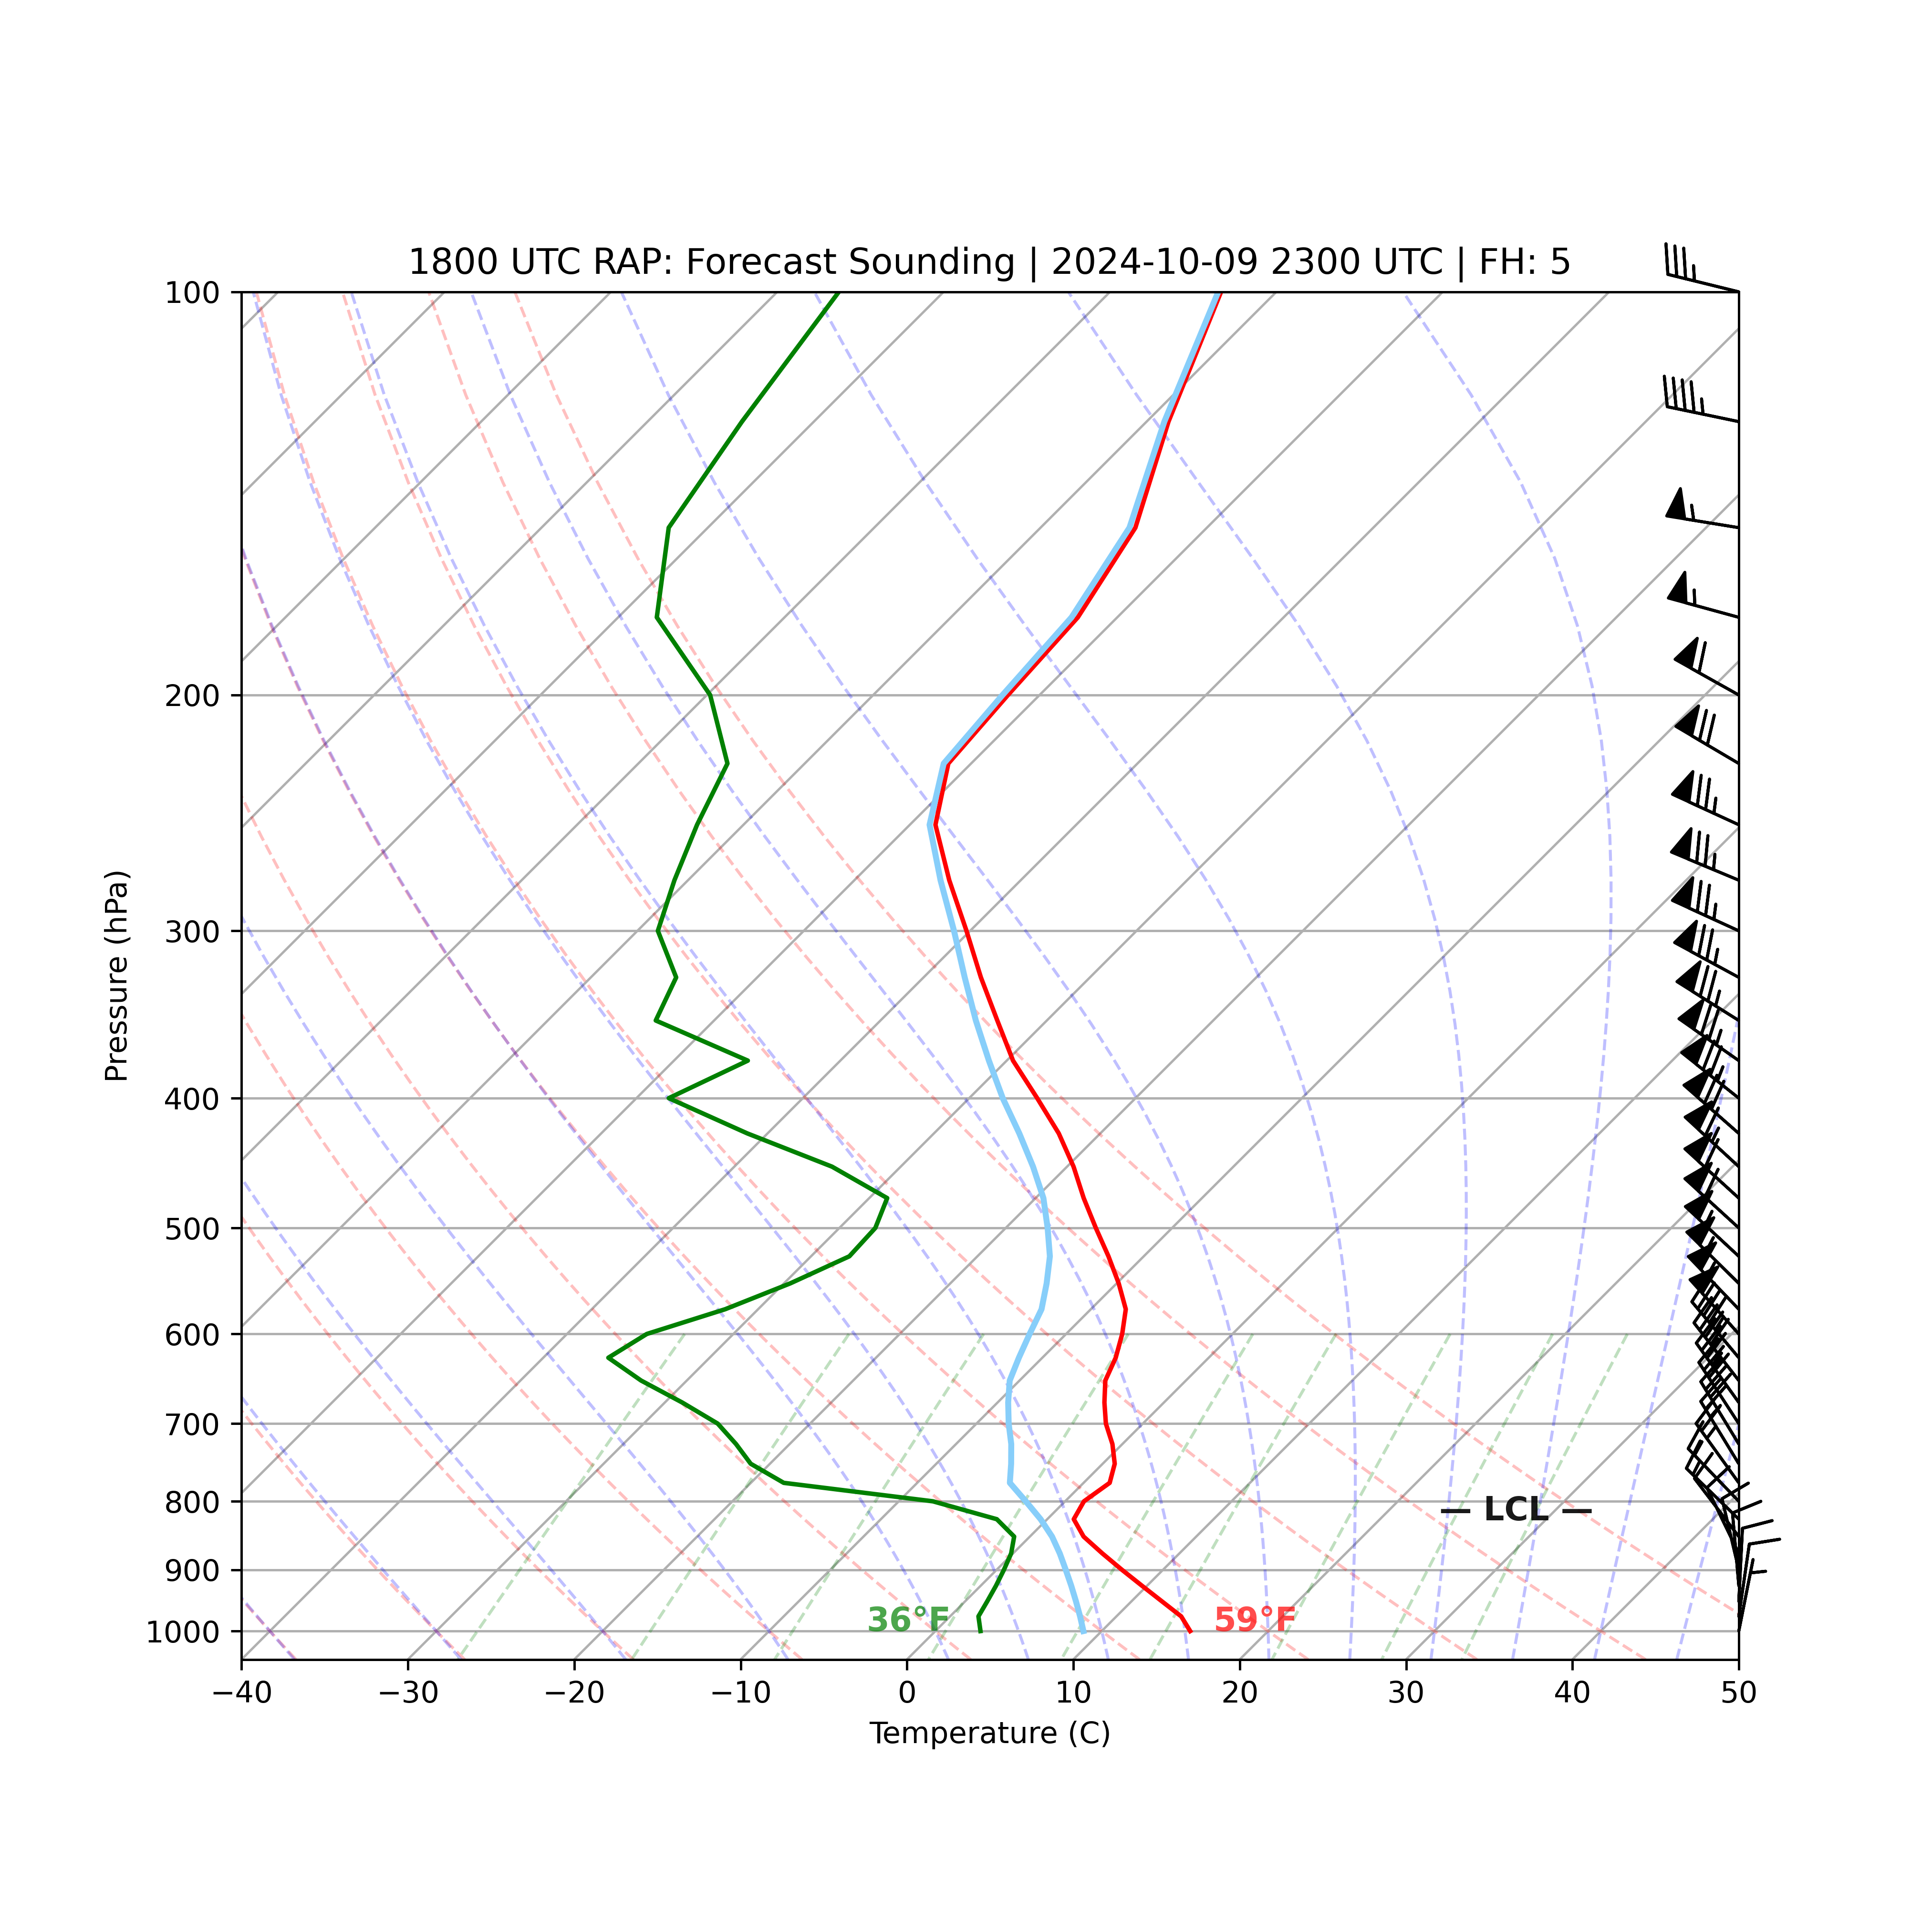 1800 UTC RAP: Forecast Sounding | 2024-10-09 2300 UTC | FH: 5
100
200
300
400
500
600
700
800
900
1000
Pressure (hPa)
— LCL —
36°F
59°F
−40 −30 −20 −10 0 10 20 30 40 50
Temperature (C)